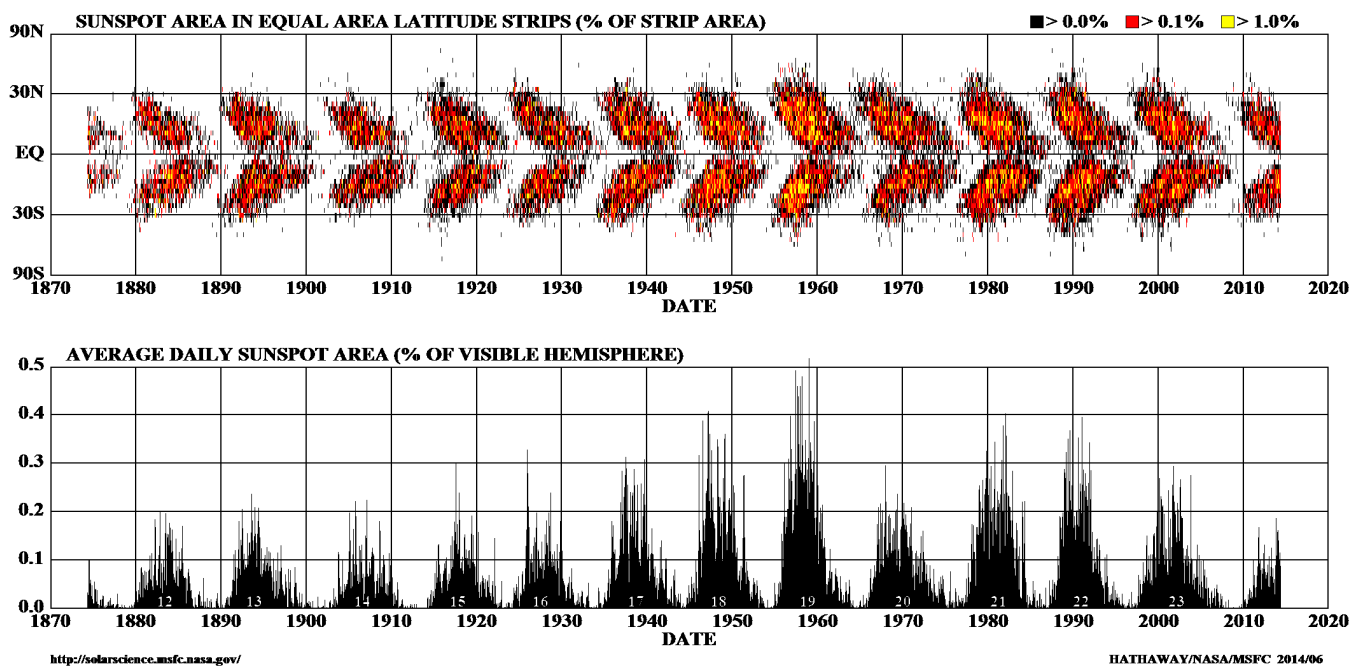 SUNSPOT AREA IN EQUAL AREA LATITUDE STRIPS (% OF STRIP AREA) > 0.0% > 0.1% > 1.0%
90N
30N
EQ
30S
90S
1870 1880 1890 1900 1910 1920 1930 1940 1950 1960 1970 1980 1990 2000 2010 2020
DATE
AVERAGE DAILY SUNSPOT AREA (% OF VISIBLE HEMISPHERE)
0.5
0.4
0.3
0.2
0.1
0.0
12 13 14 15 16 17 18 19 20 21 22 23
1870 1880 1890 1900 1910 1920 1930 1940 1950 1960 1970 1980 1990 2000 2010 2020
DATE
http://solarscience.msfc.nasa.gov/ HATHAWAY/NASA/MSFC 2014/06